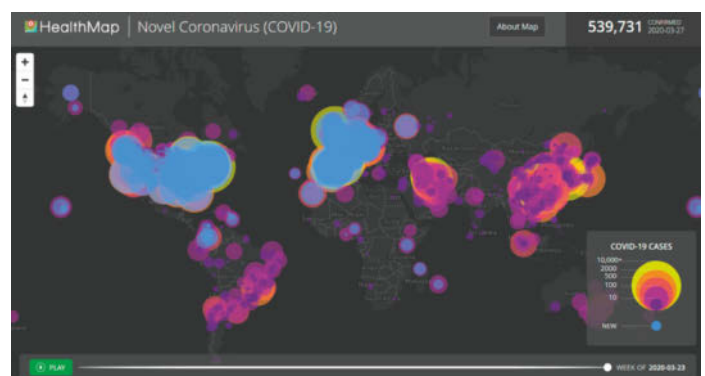 HealthMap Novel Coronavirus (COVID-19)
About Map
539,731 CONFIRMED 2020-03-27
+
−
COVID-19 CASES
10,000+
2000
500
100
10
NEW
PLAY
WEEK OF 2020-03-23